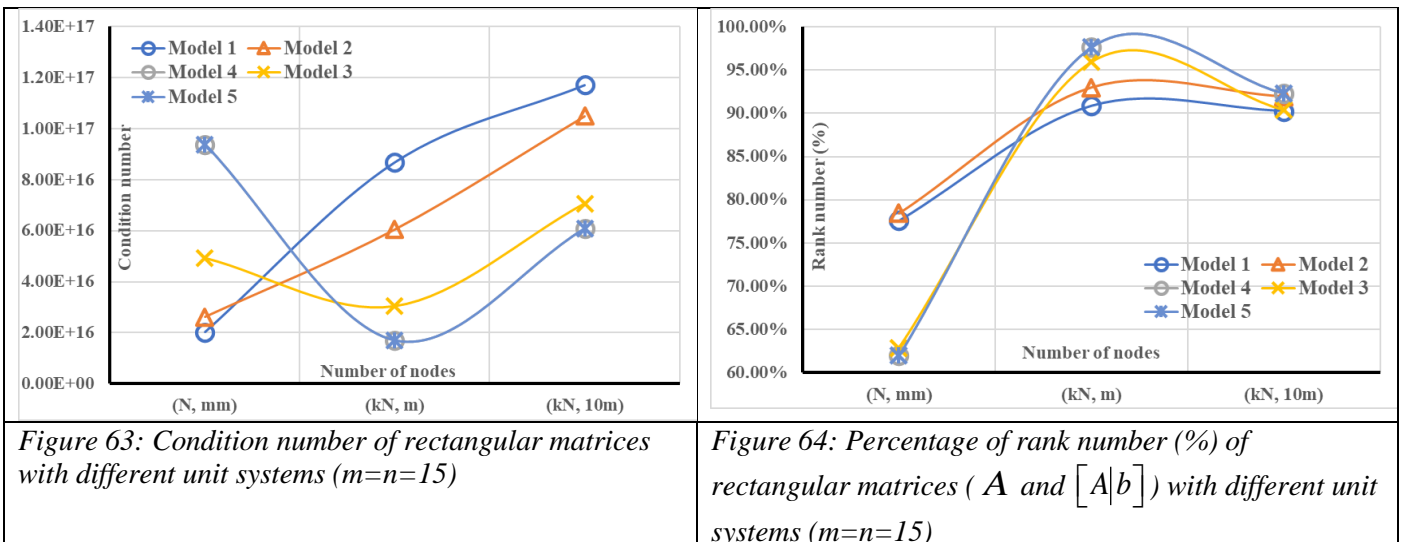 1.40E+17
1.20E+17
1.00E+17
8.00E+16
6.00E+16
4.00E+16
2.00E+16
0.00E+00
Condition number
Model 1 Model 2
Model 4 Model 3
Model 5
Number of nodes
(N, mm) (kN, m) (kN, 10m)
100.00%
95.00%
90.00%
85.00%
80.00%
75.00%
70.00%
65.00%
60.00%
Rank number (%)
Model 1 Model 2
Model 4 Model 3
Model 5
Number of nodes
(N, mm) (kN, m) (kN, 10m)
Figure 63: Condition number of rectangular matrices
with different unit systems (m=n=15)
Figure 64: Percentage of rank number (%) of
rectangular matrices ( A and [A|b] ) with different unit
systems (m=n=15)